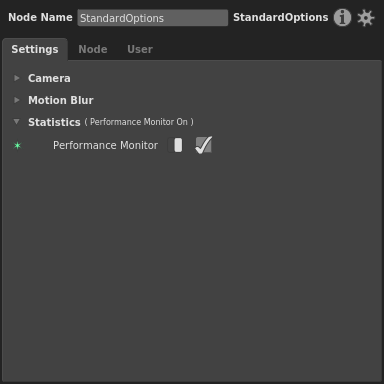 Node Name StandardOptions StandardOptions
Settings Node User
Camera
Motion Blur
Statistics ( Performance Monitor On )
Performance Monitor